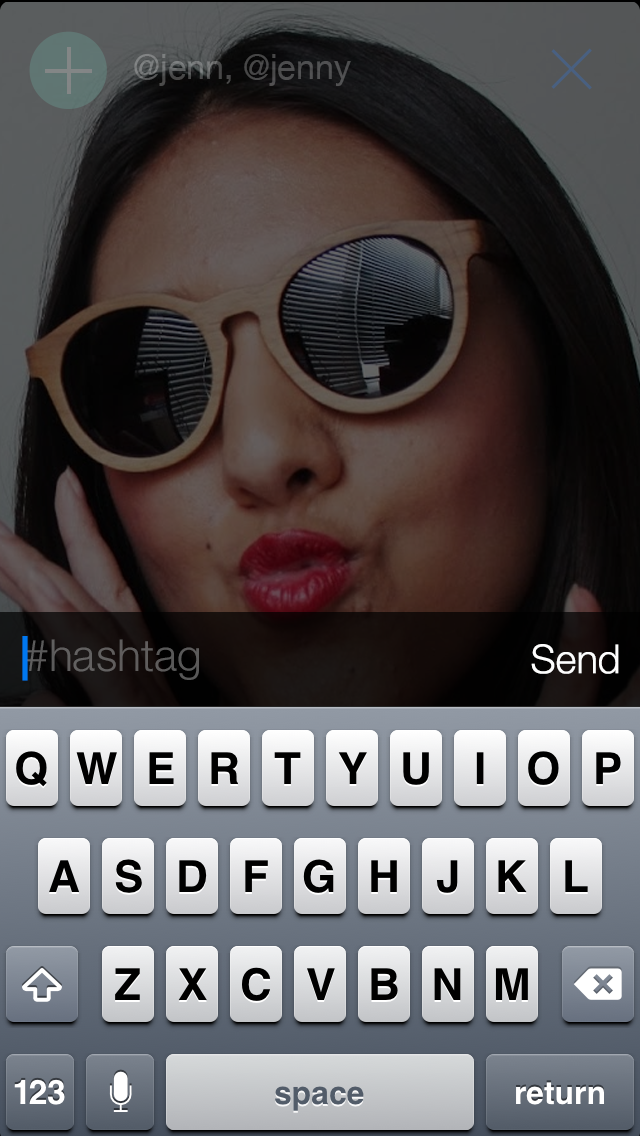 @jenn, @jenny
#hashtag
Send
Q W E R T Y U I O P
A S D F G H J K L
Z X C V B N M
123 space return